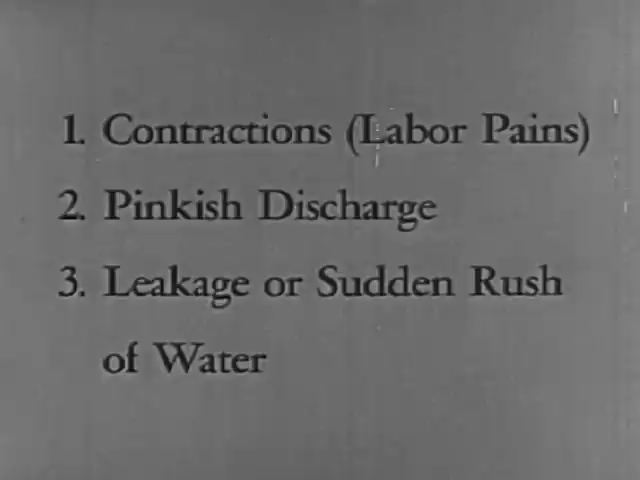 1. Contractions (Labor Pains)
2. Pinkish Discharge
3. Leakage or Sudden Rush
of Water